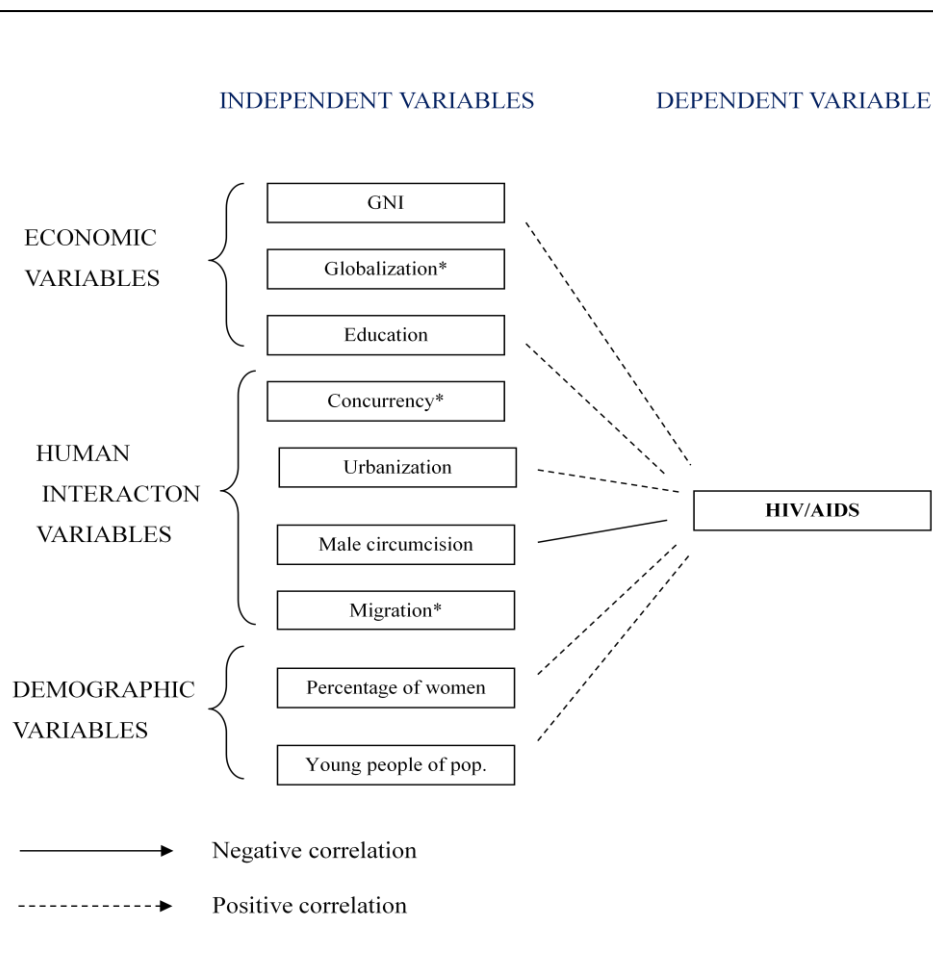 INDEPENDENT VARIABLES
DEPENDENT VARIABLE
ECONOMIC
VARIABLES
GNI
Globalization*
Education
HUMAN
INTERACTON
VARIABLES
Concurrency*
Urbanization
Male circumcision
Migration*
HIV/AIDS
DEMOGRAPHIC
VARIABLES
Percentage of women
Young people of pop.
Negative correlation
Positive correlation